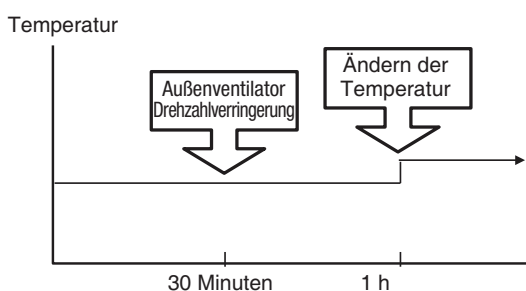 Temperatur
Außenventilator
Drehzahlverringerung
Ändern der
Temperatur
30 Minuten
1 h